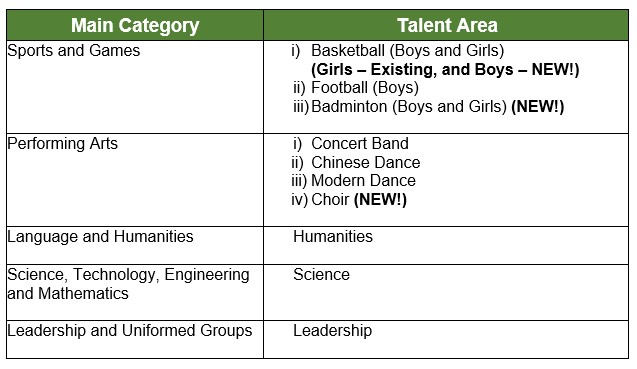 Main Category
Talent Area
Sports and Games
i) Basketball (Boys and Girls)
(Girls – Existing, and Boys – NEW!)
ii) Football (Boys)
iii) Badminton (Boys and Girls) (NEW!)
Performing Arts
i) Concert Band
ii) Chinese Dance
iii) Modern Dance
iv) Choir (NEW!)
Language and Humanities
Humanities
Science, Technology, Engineering
and Mathematics
Science
Leadership and Uniformed Groups
Leadership